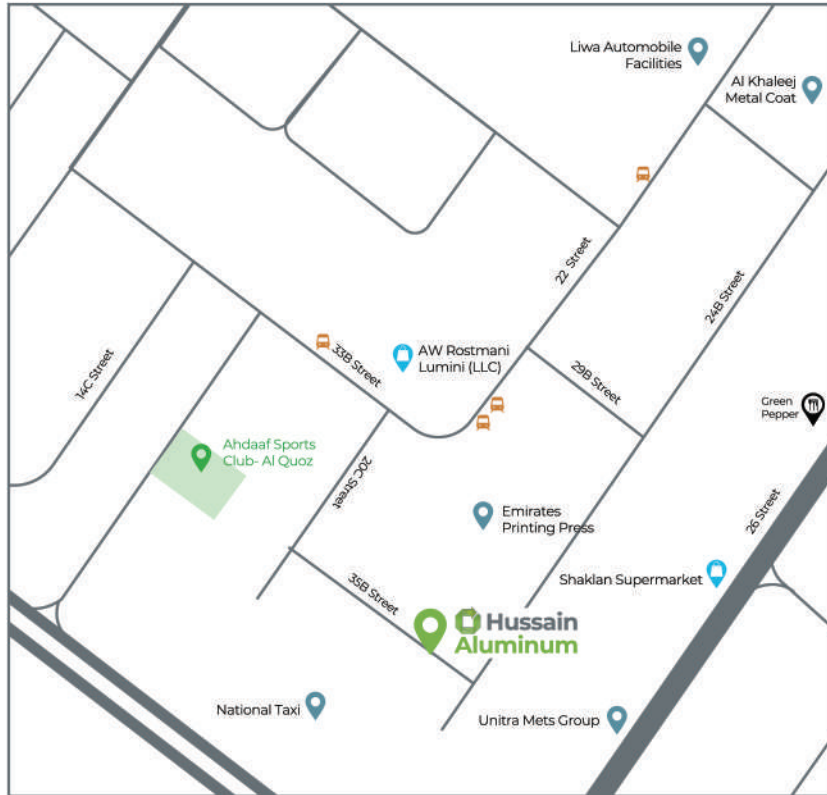 Liwa Automobile
Facilities
Al Khaleej
Metal Coat
22 Street
24B Street
33B Street
AW Rostmani
Lumini (LLC)
29B Street
14C Street
Green
Pepper
Ahdaaf Sports
Club- Al Quoz
20C Street
26 Street
Emirates
Printing Press
Shaklan Supermarket
35B Street
Hussain
Aluminum
National Taxi
Unitra Mets Group